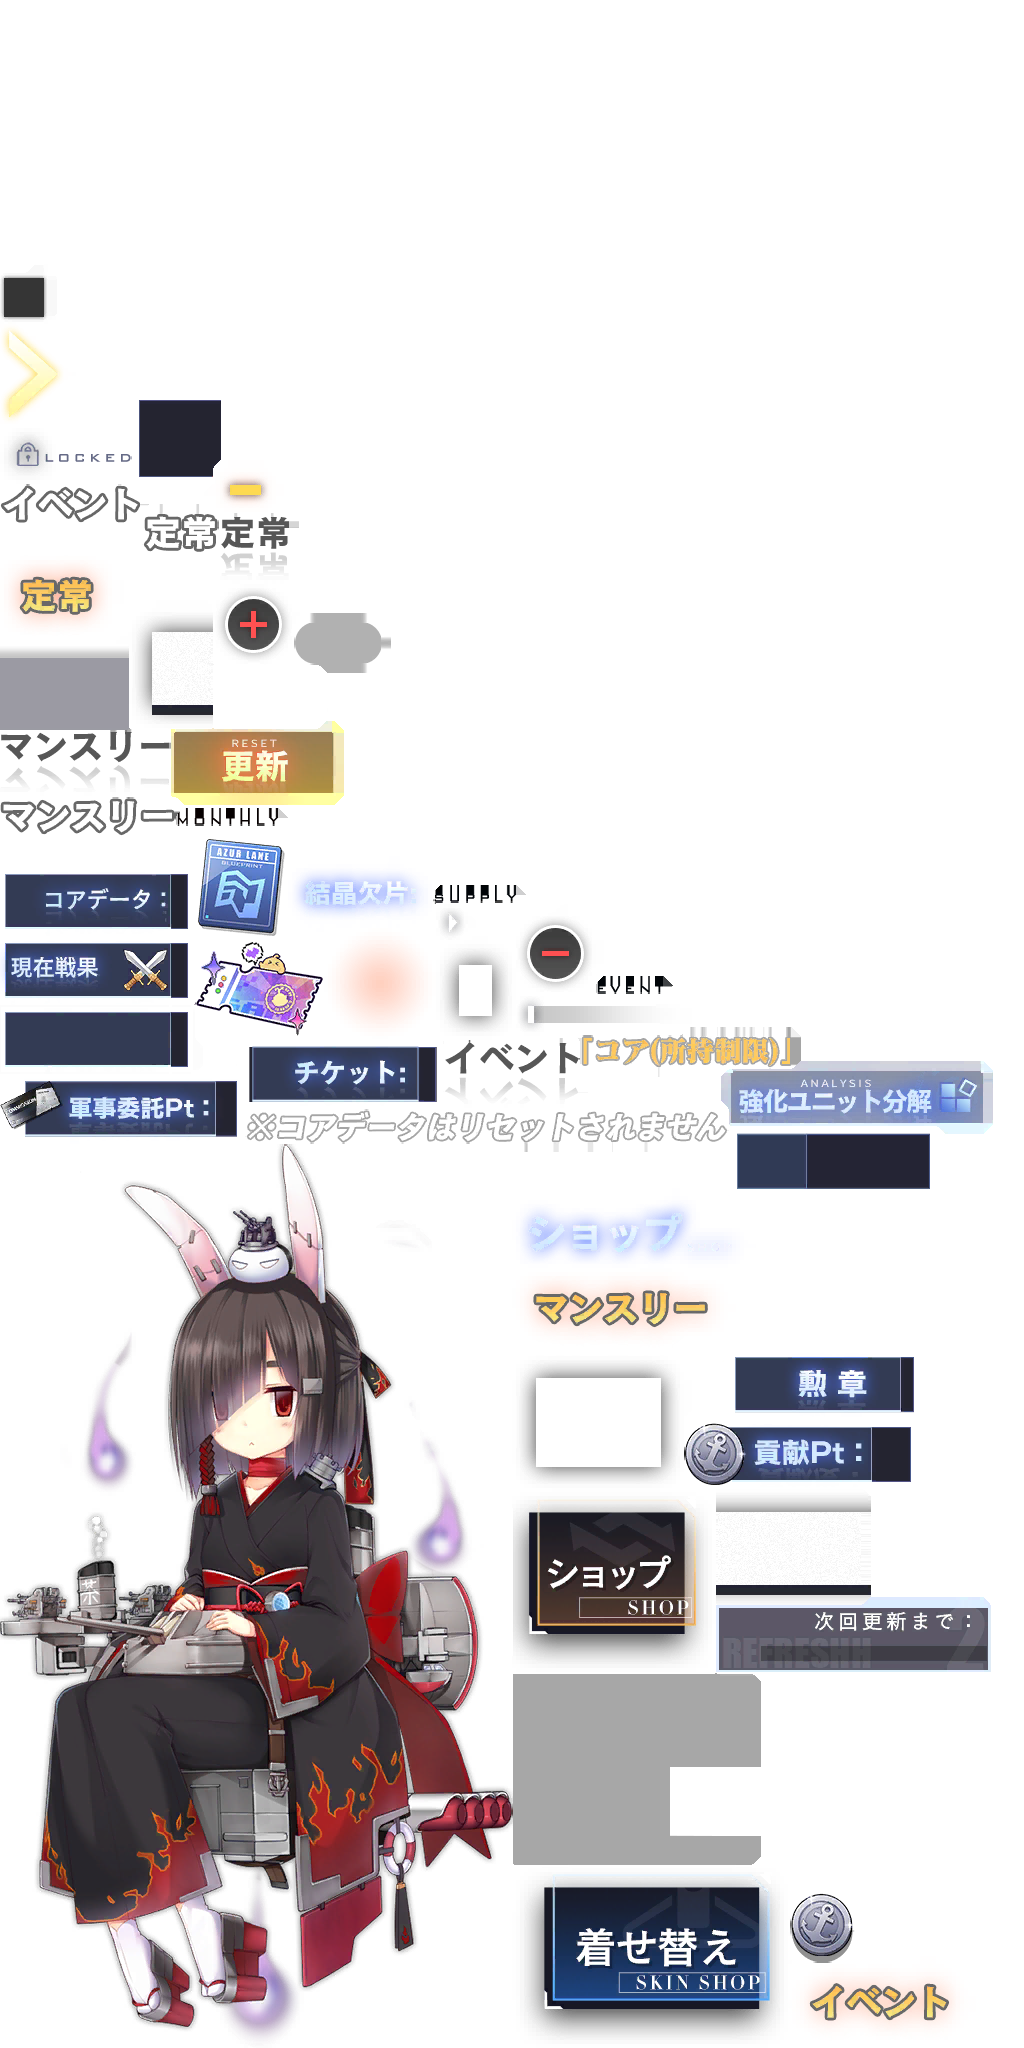 LOCKED
イベント
定常
定常
定常
マンスリー
RESET
更新
マンスリー
MONTHLY
AZUR LANE
BLUEPRINT
コアデータ：
結晶欠片：
SUPPLY
現在戦果
EVENT
イベント
「コア(所持制限)」
チケット:
ANALYSIS
強化ユニット分解
軍事委託Pt：
※コアデータはリセットされません
ショップ
マンスリー
勲章
貢献Pt：
ショップ
SHOP
次回更新まで：
REFRESHH
2
着せ替え
SKIN SHOP
イベント